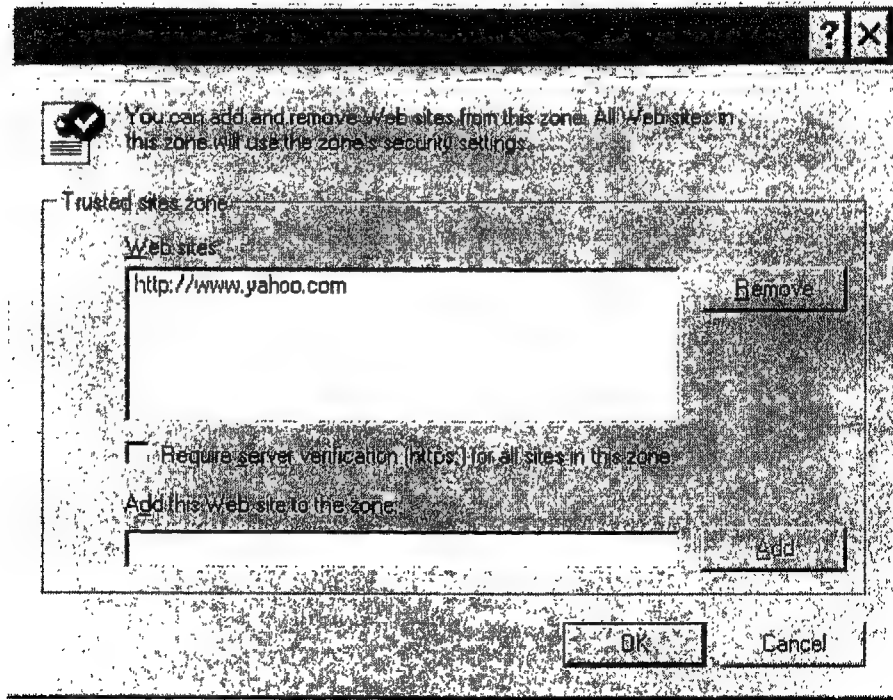 ? X
You can add and remove Web sites from this zone. All Web sites in
this zone will use the zone's security settings.
Trusted sites zone
Web sites:
http://www.yahoo.com
Remove
Require server verification (https:) for all sites in this zone.
Add this Web site to the zone:
Add
OK
Cancel